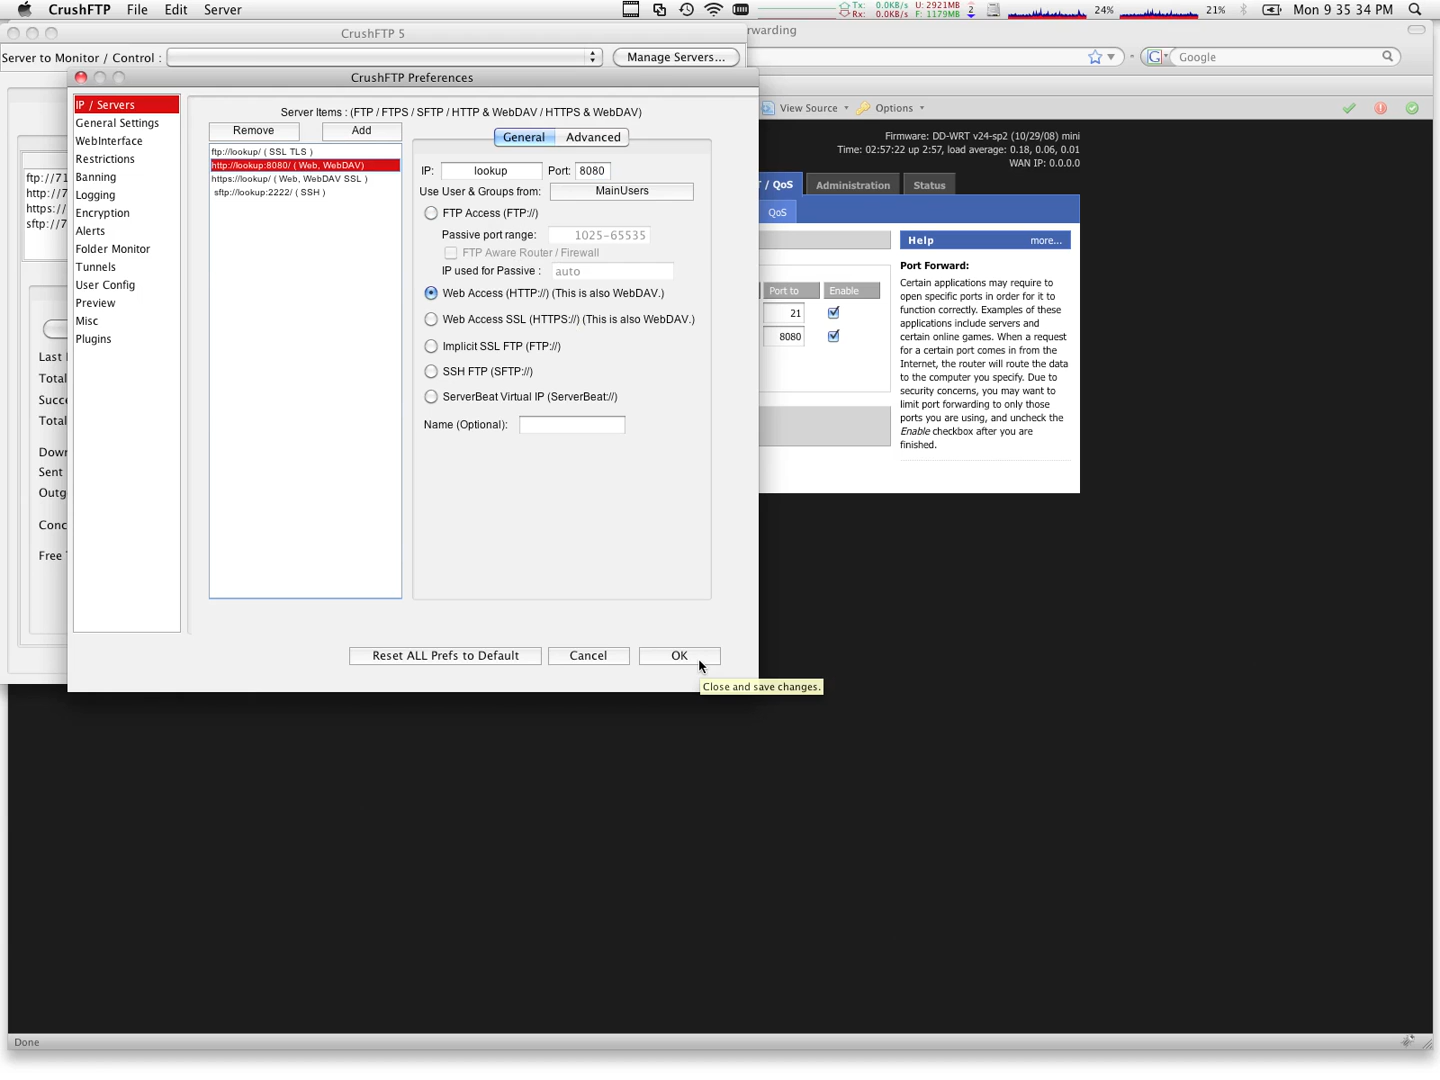 CrushFTP File Edit Server
Tx: 0.0KB/s U: 2921MB
Rx: 0.0KB/s F: 1179MB
2
24%
21%
Mon 9 35 34 PM
CrushFTP 5
rwarding
Server to Monitor / Control :
Manage Servers...
Google
CrushFTP Preferences
View Source
Options
IP / Servers
General Settings
WebInterface
Restrictions
Banning
Logging
Encryption
Alerts
Folder Monitor
Tunnels
User Config
Preview
Misc
Plugins
Server Items : (FTP / FTPS / SFTP / HTTP & WebDAV / HTTPS & WebDAV)
Remove
Add
ftp://lookup/ ( SSL TLS )
http://lookup:8080/ ( Web, WebDAV)
https://lookup/ ( Web, WebDAV SSL )
sftp://lookup:2222/ ( SSH )
General
Advanced
IP: lookup Port: 8080
Use User & Groups from: MainUsers
FTP Access (FTP://)
Passive port range: 1025-65535
FTP Aware Router / Firewall
IP used for Passive : auto
Web Access (HTTP://) (This is also WebDAV.)
Web Access SSL (HTTPS://) (This is also WebDAV.)
Implicit SSL FTP (FTP://)
SSH FTP (SFTP://)
ServerBeat Virtual IP (ServerBeat://)
Name (Optional):
Reset ALL Prefs to Default
Cancel
OK
Close and save changes.
ftp://71
http://7
https://
sftp://7
Last
Total
Succ
Total
Down
Sent
Outg
Conc
Free
Firmware: DD-WRT v24-sp2 (10/29/08) mini
Time: 02:57:22 up 2:57, load average: 0.18, 0.06, 0.01
WAN IP: 0.0.0.0
T / QoS
Administration
Status
QoS
Port to
Enable
21
8080
Help
more...
Port Forward:
Certain applications may require to
open specific ports in order for it to
function correctly. Examples of these
applications include servers and
certain online games. When a request
for a certain port comes in from the
Internet, the router will route the data
to the computer you specify. Due to
security concerns, you may want to
limit port forwarding to only those
ports you are using, and uncheck the
Enable checkbox after you are
finished.
Done